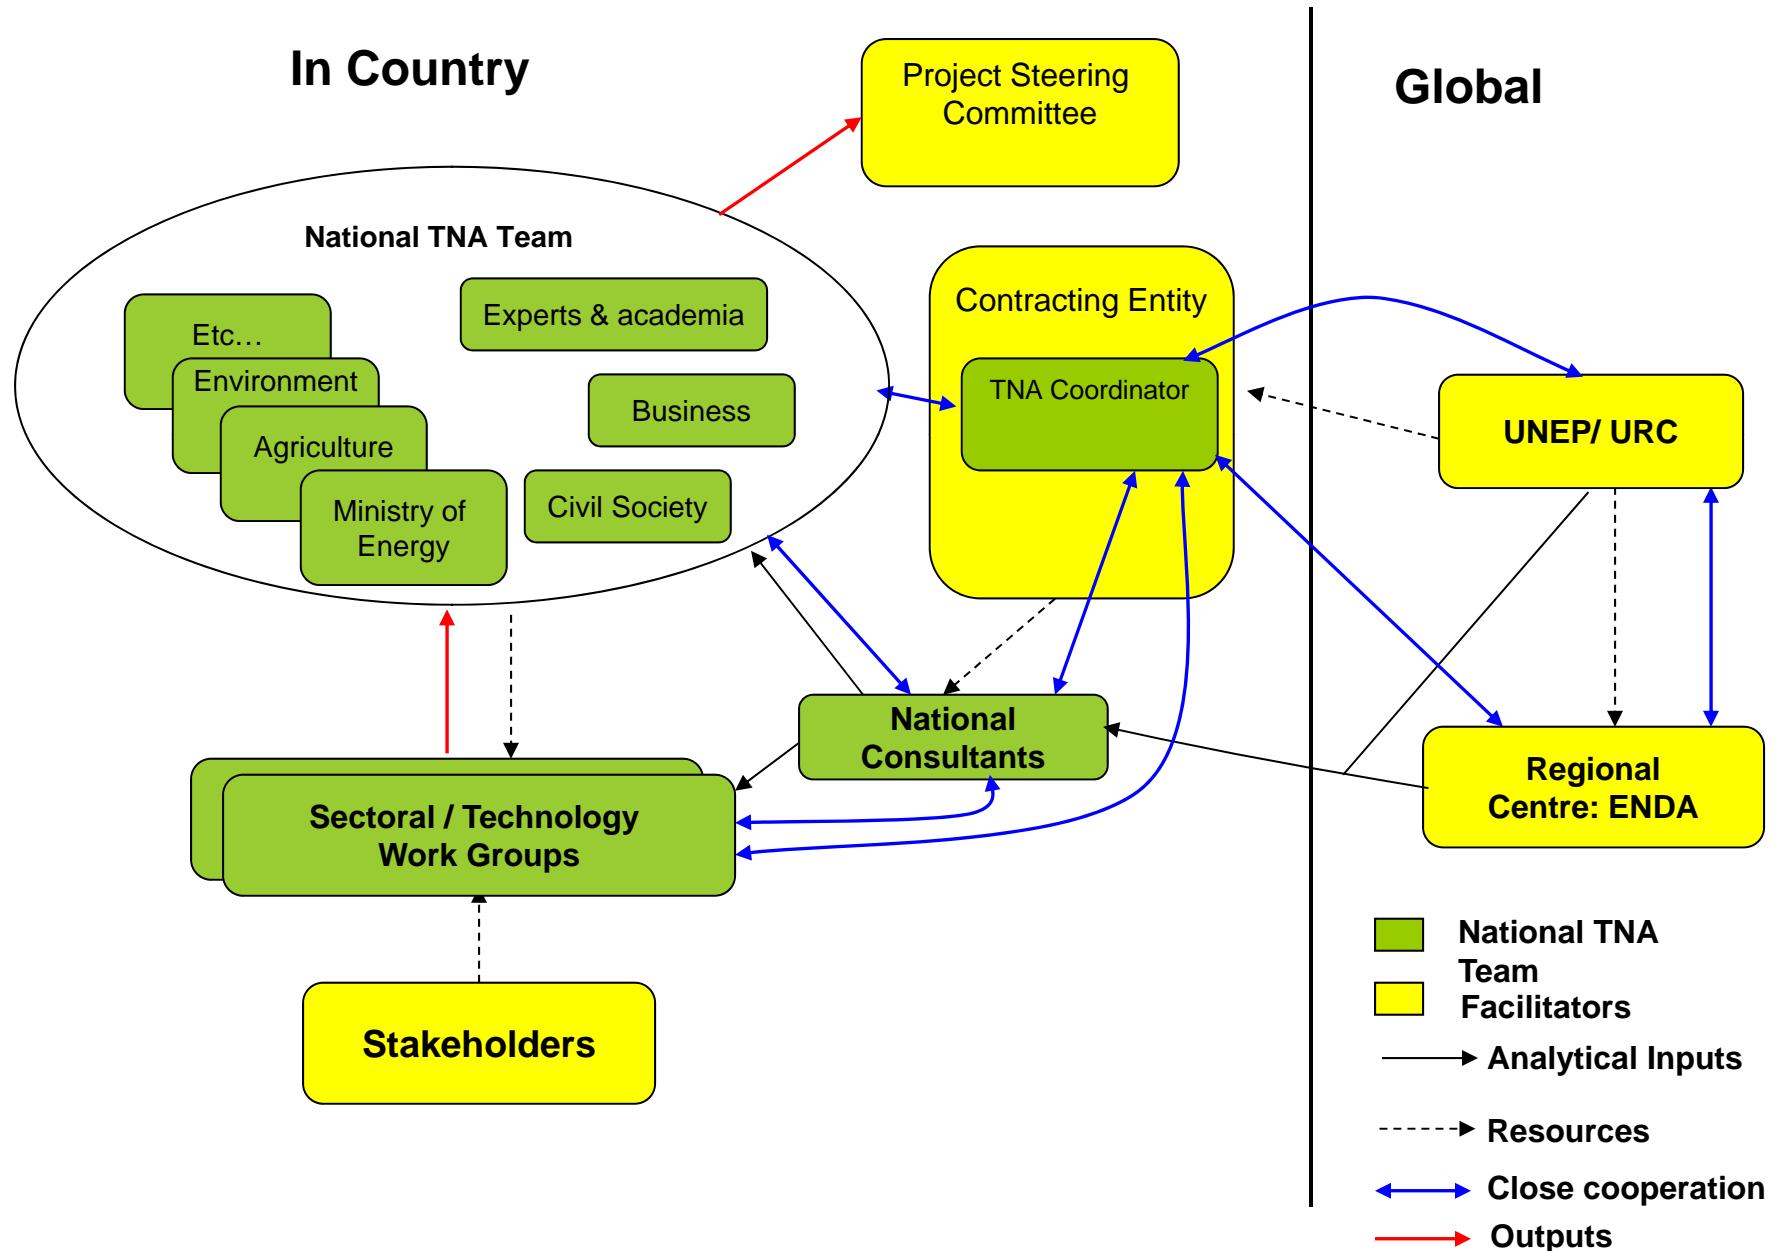 In Country
Project Steering
Committee
Global
National TNA Team
Etc…
Environment
Agriculture
Ministry of
Energy
Experts & academia
Business
Civil Society
Contracting Entity
TNA Coordinator
UNEP/ URC
National
Consultants
Regional
Centre: ENDA
Sectoral / Technology
Work Groups
Stakeholders
National TNA
Team
Facilitators
Analytical Inputs
Resources
Close cooperation
Outputs